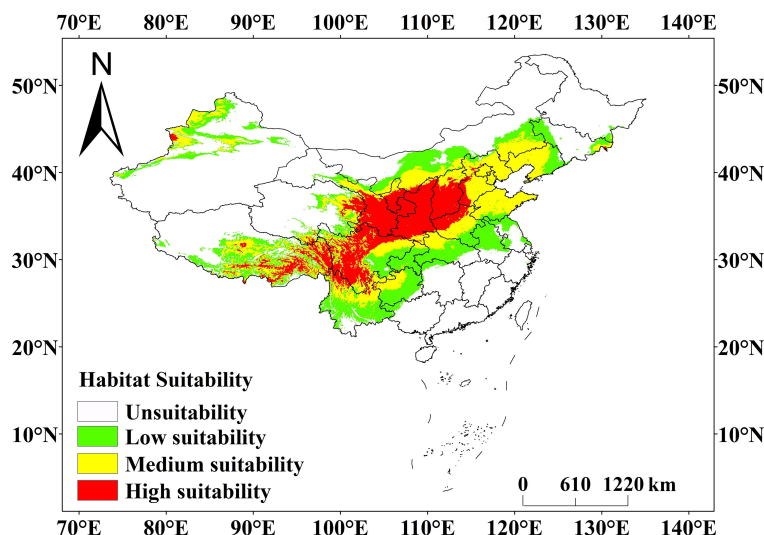 70°E 80°E 90°E 100°E 110°E 120°E 130°E 140°E
N
50°N 50°N
40°N 40°N
30°N 30°N
20°N 20°N
10°N 10°N
Habitat Suitability
Unsuitability
Low suitability
Medium suitability
High suitability
0 610 1220 km
70°E 80°E 90°E 100°E 110°E 120°E 130°E 140°E